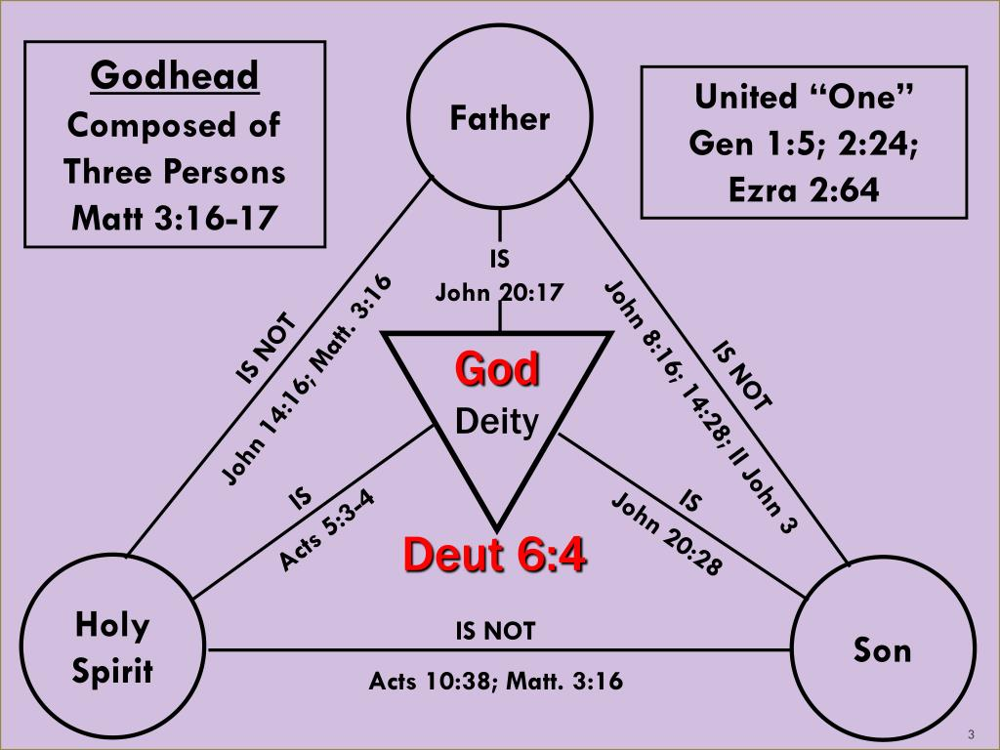 Godhead
Composed of
Three Persons
Matt 3:16-17
Father
United “One”
Gen 1:5; 2:24;
Ezra 2:64
IS
John 20:17
IS NOT
John 14:16; Matt. 3:16
IS NOT
John 8:16; 14:28; II John 3
God
Deity
IS
Acts 5:3-4
IS
John 20:28
Deut 6:4
Holy
Spirit
IS NOT
Acts 10:38; Matt. 3:16
Son
3